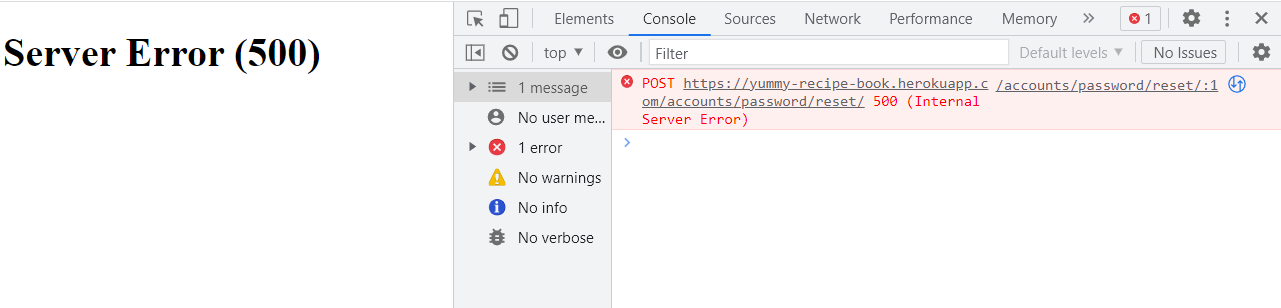 Server Error (500)
Elements Console Sources Network Performance Memory » 1
top ▼ Filter Default levels ▼ No Issues
1 message
No user me...
1 error
No warnings
No info
No verbose
POST https://yummy-recipe-book.herokuapp.c /accounts/password/reset/:1
om/accounts/password/reset/ 500 (Internal
Server Error)